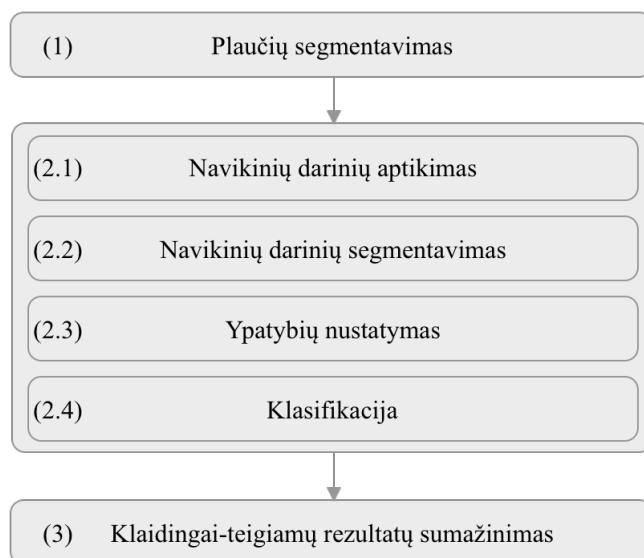 (1) Plaučių segmentavimas
(2.1) Navikinių darinių aptikimas
(2.2) Navikinių darinių segmentavimas
(2.3) Ypatybių nustatymas
(2.4) Klasifikacija
(3) Klaidingai-teigiamų rezultatų sumažinimas